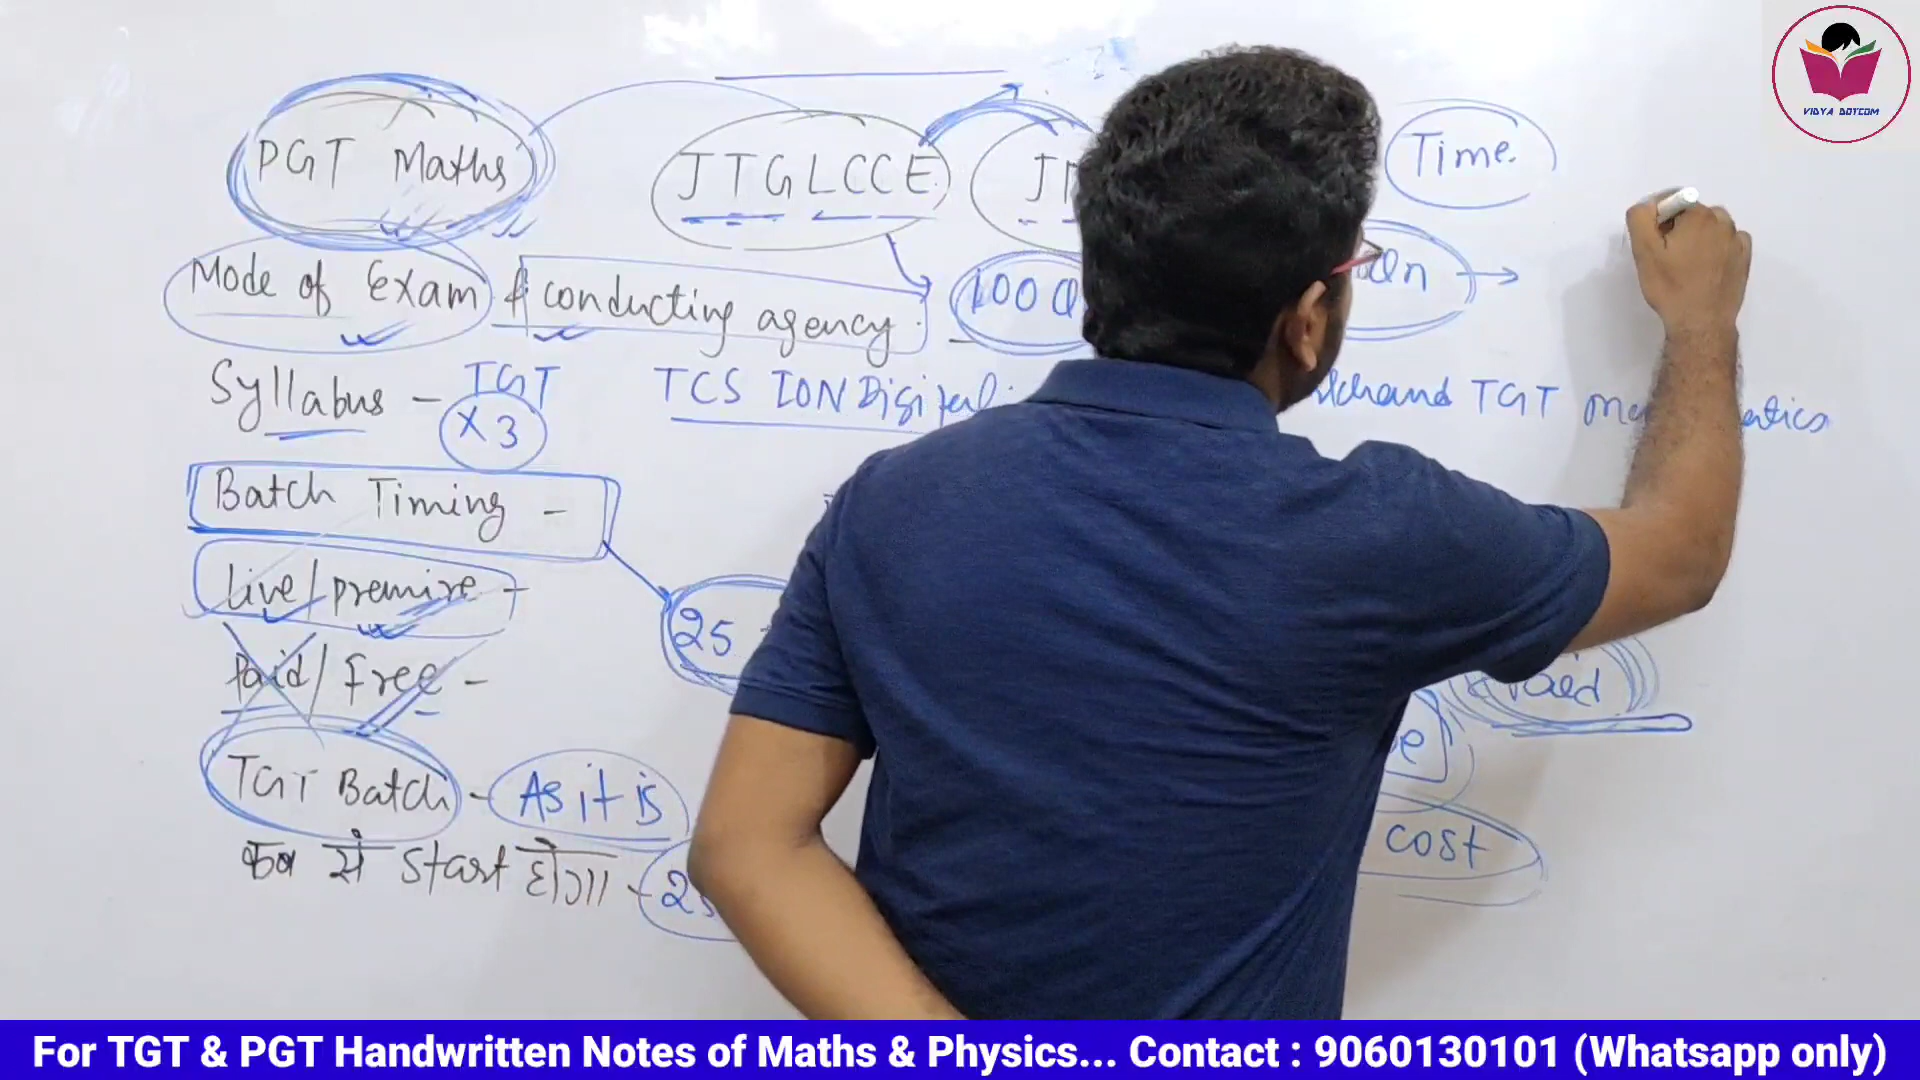 VIDYA DOTCOM
PGT Maths
JTGLCCE
Time.
Mode of Exam & conducting agency.
100
Qn →
Syllabus - TGT
×3
TCS ION Digital
TGT
Batch Timing -
Live/premire -
25
Paid/free -
Paid
TGT Batch - As it is
cost
कब से start होगा -
For TGT & PGT Handwritten Notes of Maths & Physics... Contact : 9060130101 (Whatsapp only)